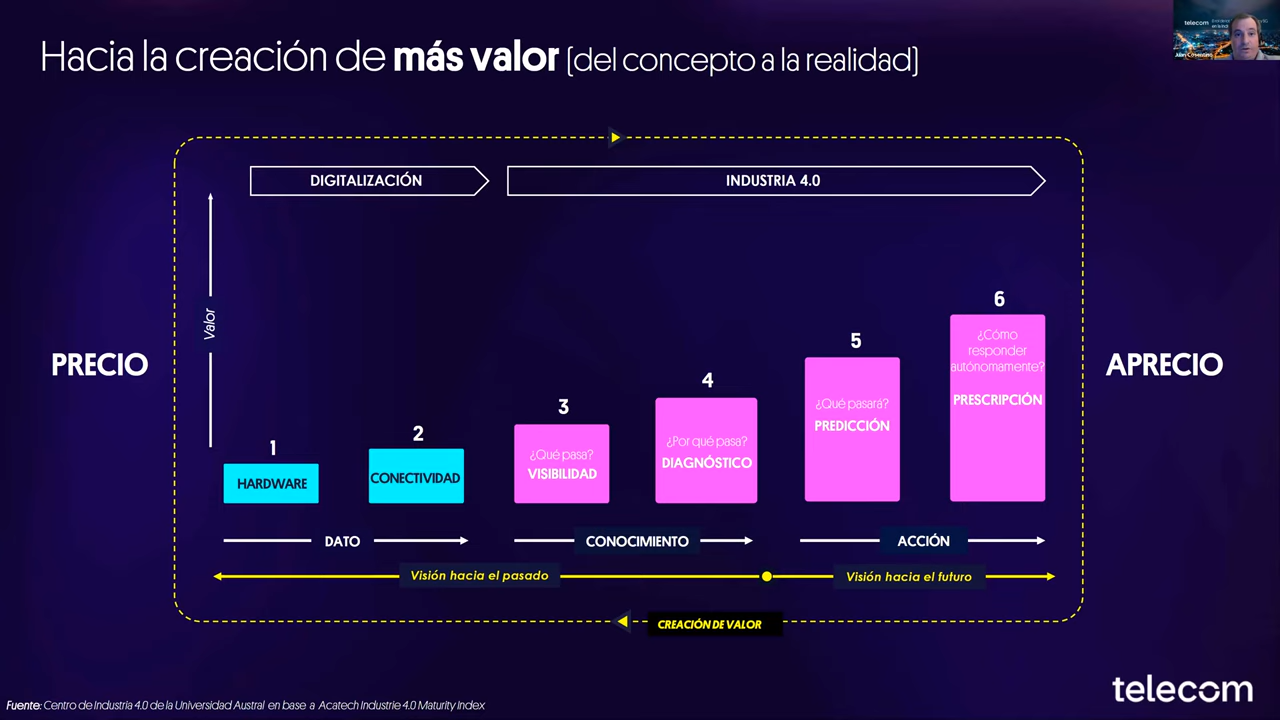 Hacia la creación de más valor (del concepto a la realidad)
telecom
DIGITALIZACIÓN
INDUSTRIA 4.0
Valor
PRECIO
APRECIO
1
HARDWARE
2
CONECTIVIDAD
3
¿Qué pasa?
VISIBILIDAD
4
¿Por qué pasa?
DIAGNÓSTICO
5
¿Qué pasará?
PREDICCIÓN
6
¿Cómo
responder
autónomamente?
PRESCRIPCIÓN
DATO
CONOCIMIENTO
ACCIÓN
Visión hacia el pasado
Visión hacia el futuro
CREACIÓN DE VALOR
telecom
Fuente: Centro de Industria 4.0 de la Universidad Austral en base a Acatech Industrie 4.0 Maturity Index